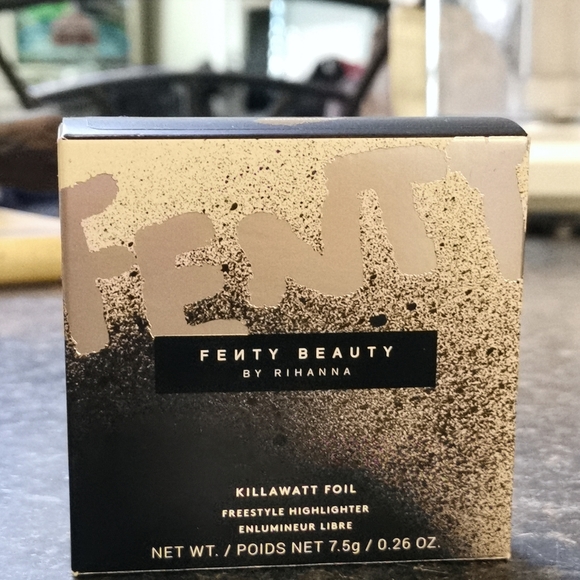 FENTY
FEИTY BEAUTY
BY RIHANNA
KILLAWATT FOIL
FREESTYLE HIGHLIGHTER
ENLUMINEUR LIBRE
NET WT. / POIDS NET 7.5g / 0.26 OZ.